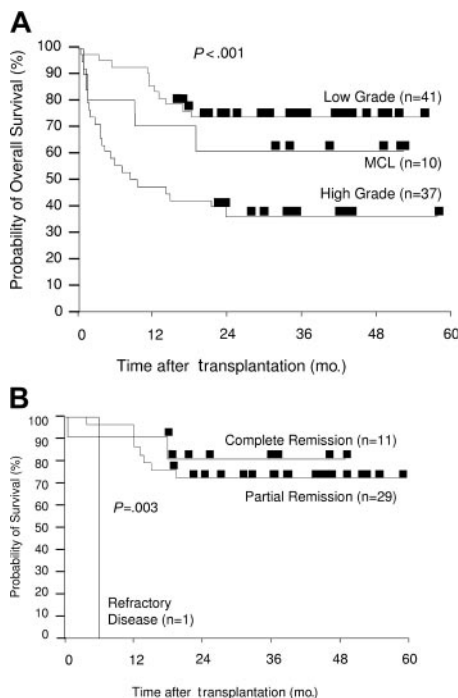 A
100
90
80
70
60
50
40
30
20
10
0
Probability of Overall Survival (%)
P<.001
Low Grade (n=41)
MCL (n=10)
High Grade (n=37)
0 12 24 36 48 60
Time after transplantation (mo.)
B
100
90
80
70
60
50
40
30
20
10
0
Probability of Survival (%)
Complete Remission (n=11)
Partial Remission (n=29)
P=.003
Refractory
Disease (n=1)
0 12 24 36 48 60
Time after transplantation (mo.)